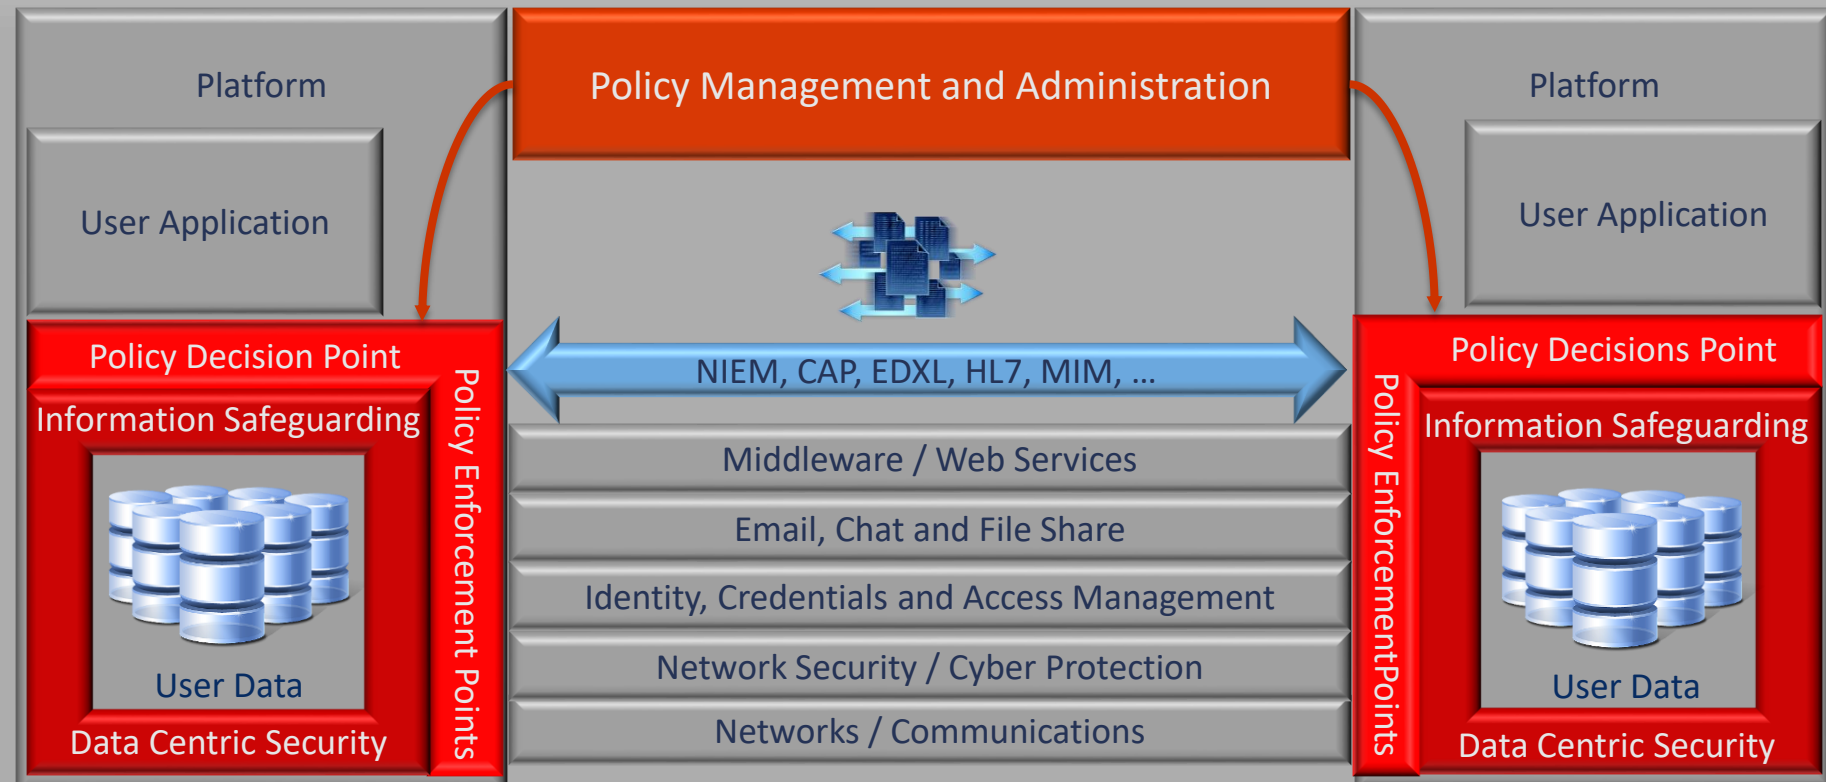 Platform
User Application
Policy Decision Point
Information Safeguarding
User Data
Data Centric Security
Policy Enforcement Points
Policy Management and Administration
NIEM, CAP, EDXL, HL7, MIM, ...
Middleware / Web Services
Email, Chat and File Share
Identity, Credentials and Access Management
Network Security / Cyber Protection
Networks / Communications
Platform
User Application
Policy Decisions Point
Policy EnforcementPoints
Information Safeguarding
User Data
Data Centric Security